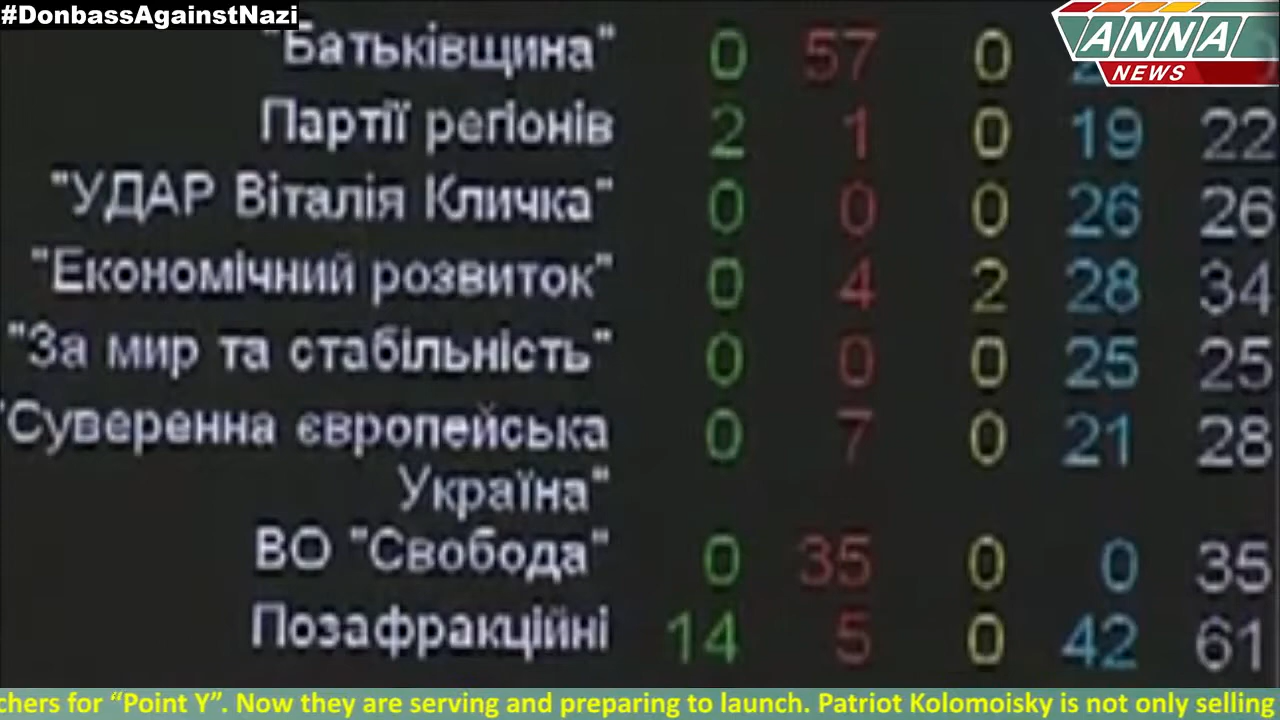 #DonbassAgainstNazi
ANNA
NEWS
"Батьківщина" 0 57 0
Партії регіонів 2 1 0 19 22
"УДАР Віталія Кличка" 0 0 0 26 26
"Економічний розвиток" 0 4 2 28 34
"За мир та стабільність" 0 0 0 25 25
"Суверенна європейська 0 7 0 21 28
Україна"
ВО "Свобода" 0 35 0 0 35
Позафракційні 14 5 0 42 61
chers for “Point Y”. Now they are serving and preparing to launch. Patriot Kolomoisky is not only selling